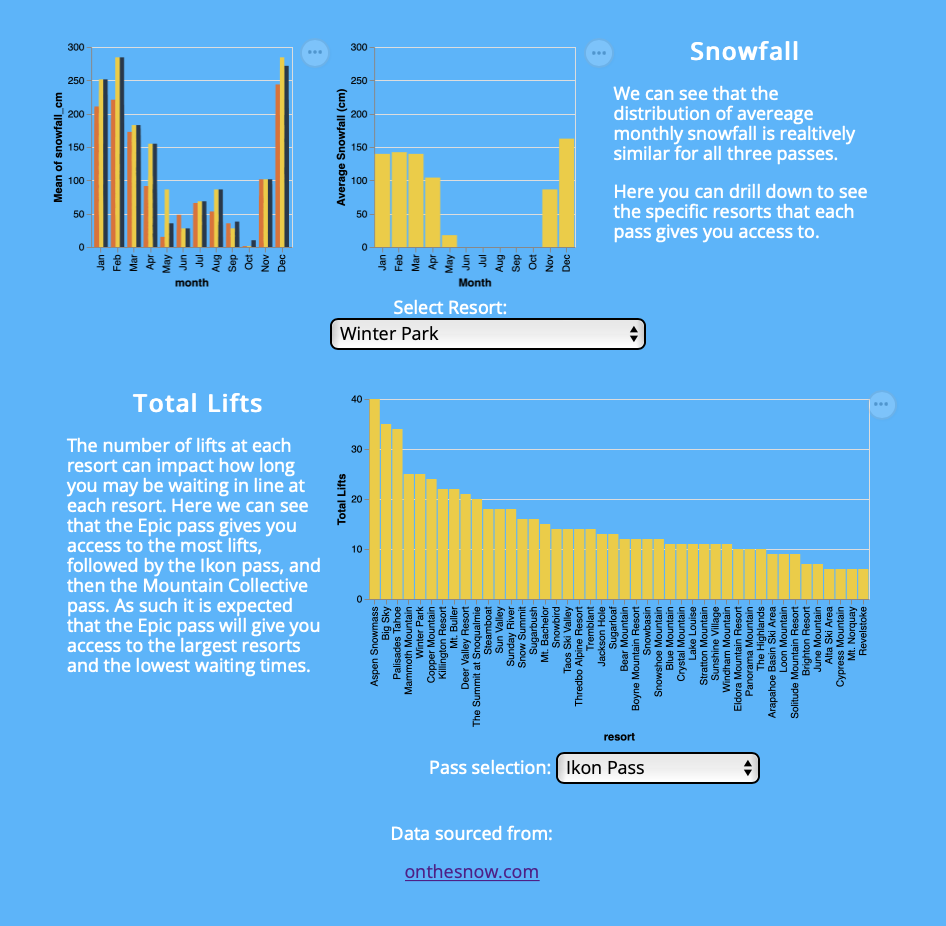 300
250
200
150
100
50
0
Mean of snowfall_cm
Jan
Feb
Mar
Apr
May
Jun
Jul
Aug
Sep
Oct
Nov
Dec
month
300
250
200
150
100
50
0
Average Snowfall (cm)
Jan
Feb
Mar
Apr
May
Jun
Jul
Aug
Sep
Oct
Nov
Dec
Month
Snowfall
We can see that the
distribution of avereage
monthly snowfall is realtively
similar for all three passes.
Here you can drill down to see
the specific resorts that each
pass gives you access to.
Select Resort:
Winter Park
Total Lifts
The number of lifts at each
resort can impact how long
you may be waiting in line at
each resort. Here we can see
that the Epic pass gives you
access to the most lifts,
followed by the Ikon pass, and
then the Mountain Collective
pass. As such it is expected
that the Epic pass will give you
access to the largest resorts
and the lowest waiting times.
40
30
20
10
0
Total Lifts
Aspen Snowmass
Big Sky
Palisades Tahoe
Mammoth Mountain
Winter Park
Copper Mountain
Killington Resort
Mt. Buller
Deer Valley Resort
The Summit at Snoqualmie
Steamboat
Sun Valley
Sunday River
Snow Summit
Sugarbush
Mt. Bachelor
Snowbird
Taos Ski Valley
Thredbo Alpine Resort
Tremblant
Jackson Hole
Sugarloaf
Bear Mountain
Boyne Mountain Resort
Snowbasin
Snowshoe Mountain
Blue Mountain
Crystal Mountain
Lake Louise
Stratton Mountain
Sunshine Village
Windham Mountain
Eldora Mountain Resort
Panorama Mountain
The Highlands
Arapahoe Basin Ski Area
Loon Mountain
Solitude Mountain Resort
Brighton Resort
June Mountain
Alta Ski Area
Cypress Mountain
Mt. Norquay
Revelstoke
resort
Pass selection:
Ikon Pass
Data sourced from:
onthesnow.com